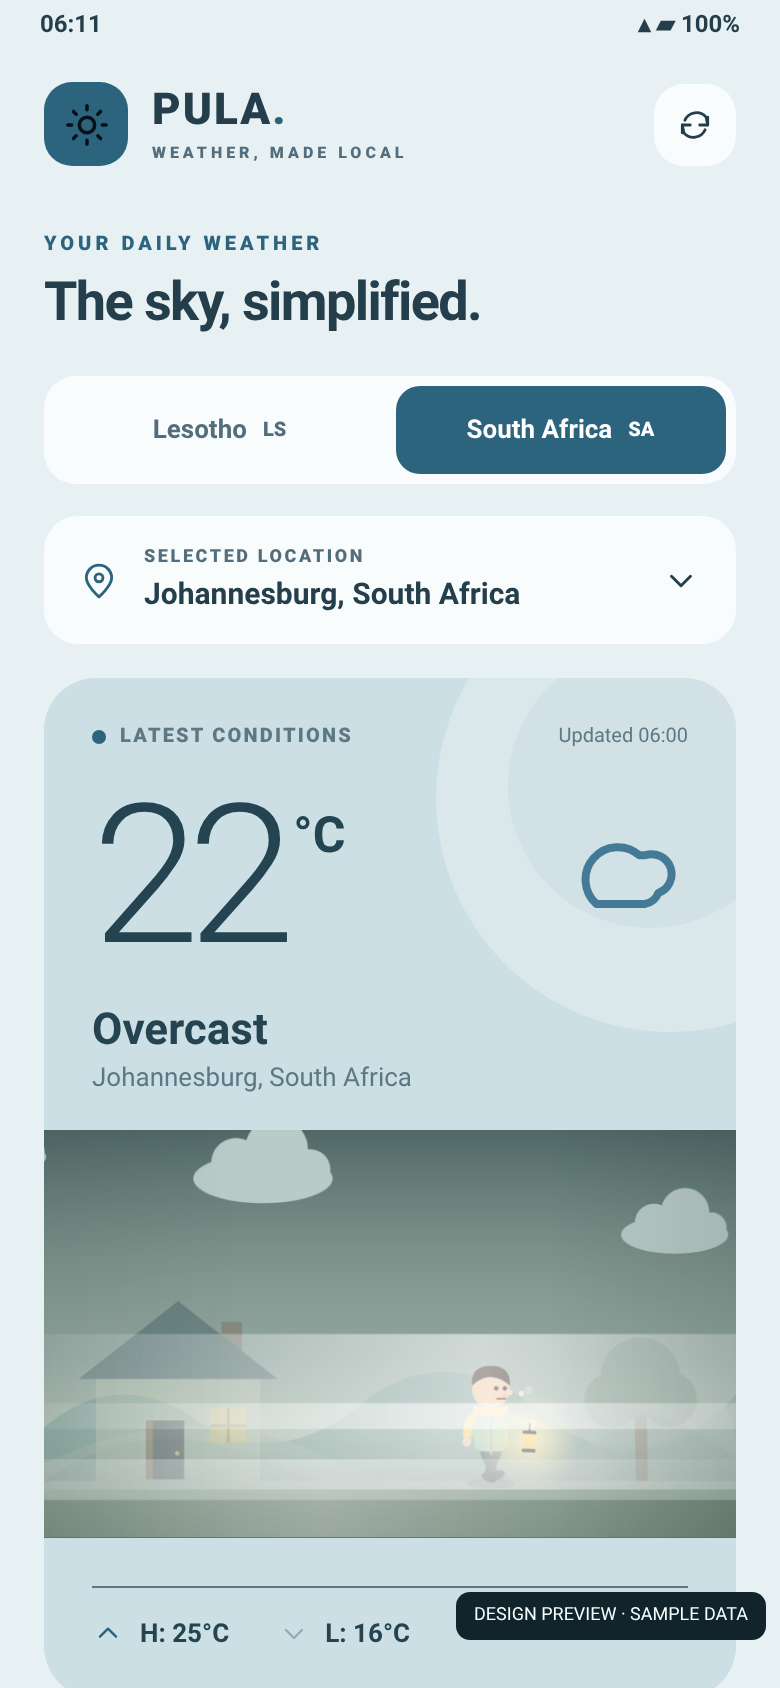 06:11
100%
PULA.
WEATHER, MADE LOCAL
YOUR DAILY WEATHER
The sky, simplified.
Lesotho LS
South Africa SA
SELECTED LOCATION
Johannesburg, South Africa
LATEST CONDITIONS
Updated 06:00
22°C
Overcast
Johannesburg, South Africa
H: 25°C
L: 16°C
DESIGN PREVIEW · SAMPLE DATA